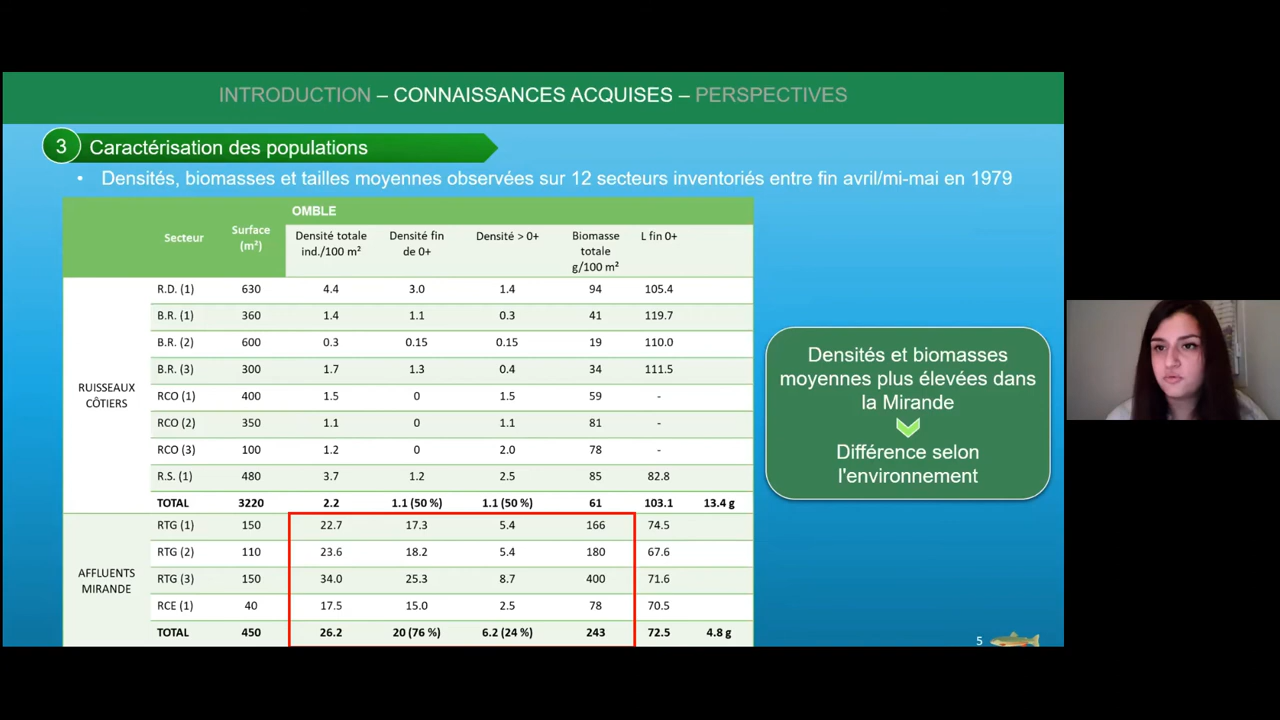 INTRODUCTION – CONNAISSANCES ACQUISES – PERSPECTIVES
3 Caractérisation des populations
• Densités, biomasses et tailles moyennes observées sur 12 secteurs inventoriés entre fin avril/mi-mai en 1979
OMBLE
Secteur
Surface
(m²)
Densité totale
ind./100 m²
Densité fin
de 0+
Densité > 0+
Biomasse
totale
g/100 m²
L fin 0+
RUISSEAUX
CÔTIERS
R.D. (1) 630 4.4 3.0 1.4 94 105.4
B.R. (1) 360 1.4 1.1 0.3 41 119.7
B.R. (2) 600 0.3 0.15 0.15 19 110.0
B.R. (3) 300 1.7 1.3 0.4 34 111.5
RCO (1) 400 1.5 0 1.5 59 -
RCO (2) 350 1.1 0 1.1 81 -
RCO (3) 100 1.2 0 2.0 78 -
R.S. (1) 480 3.7 1.2 2.5 85 82.8
TOTAL 3220 2.2 1.1 (50 %) 1.1 (50 %) 61 103.1 13.4 g
AFFLUENTS
MIRANDE
RTG (1) 150 22.7 17.3 5.4 166 74.5
RTG (2) 110 23.6 18.2 5.4 180 67.6
RTG (3) 150 34.0 25.3 8.7 400 71.6
RCE (1) 40 17.5 15.0 2.5 78 70.5
TOTAL 450 26.2 20 (76 %) 6.2 (24 %) 243 72.5 4.8 g
Densités et biomasses
moyennes plus élevées dans
la Mirande
Différence selon
l'environnement
5